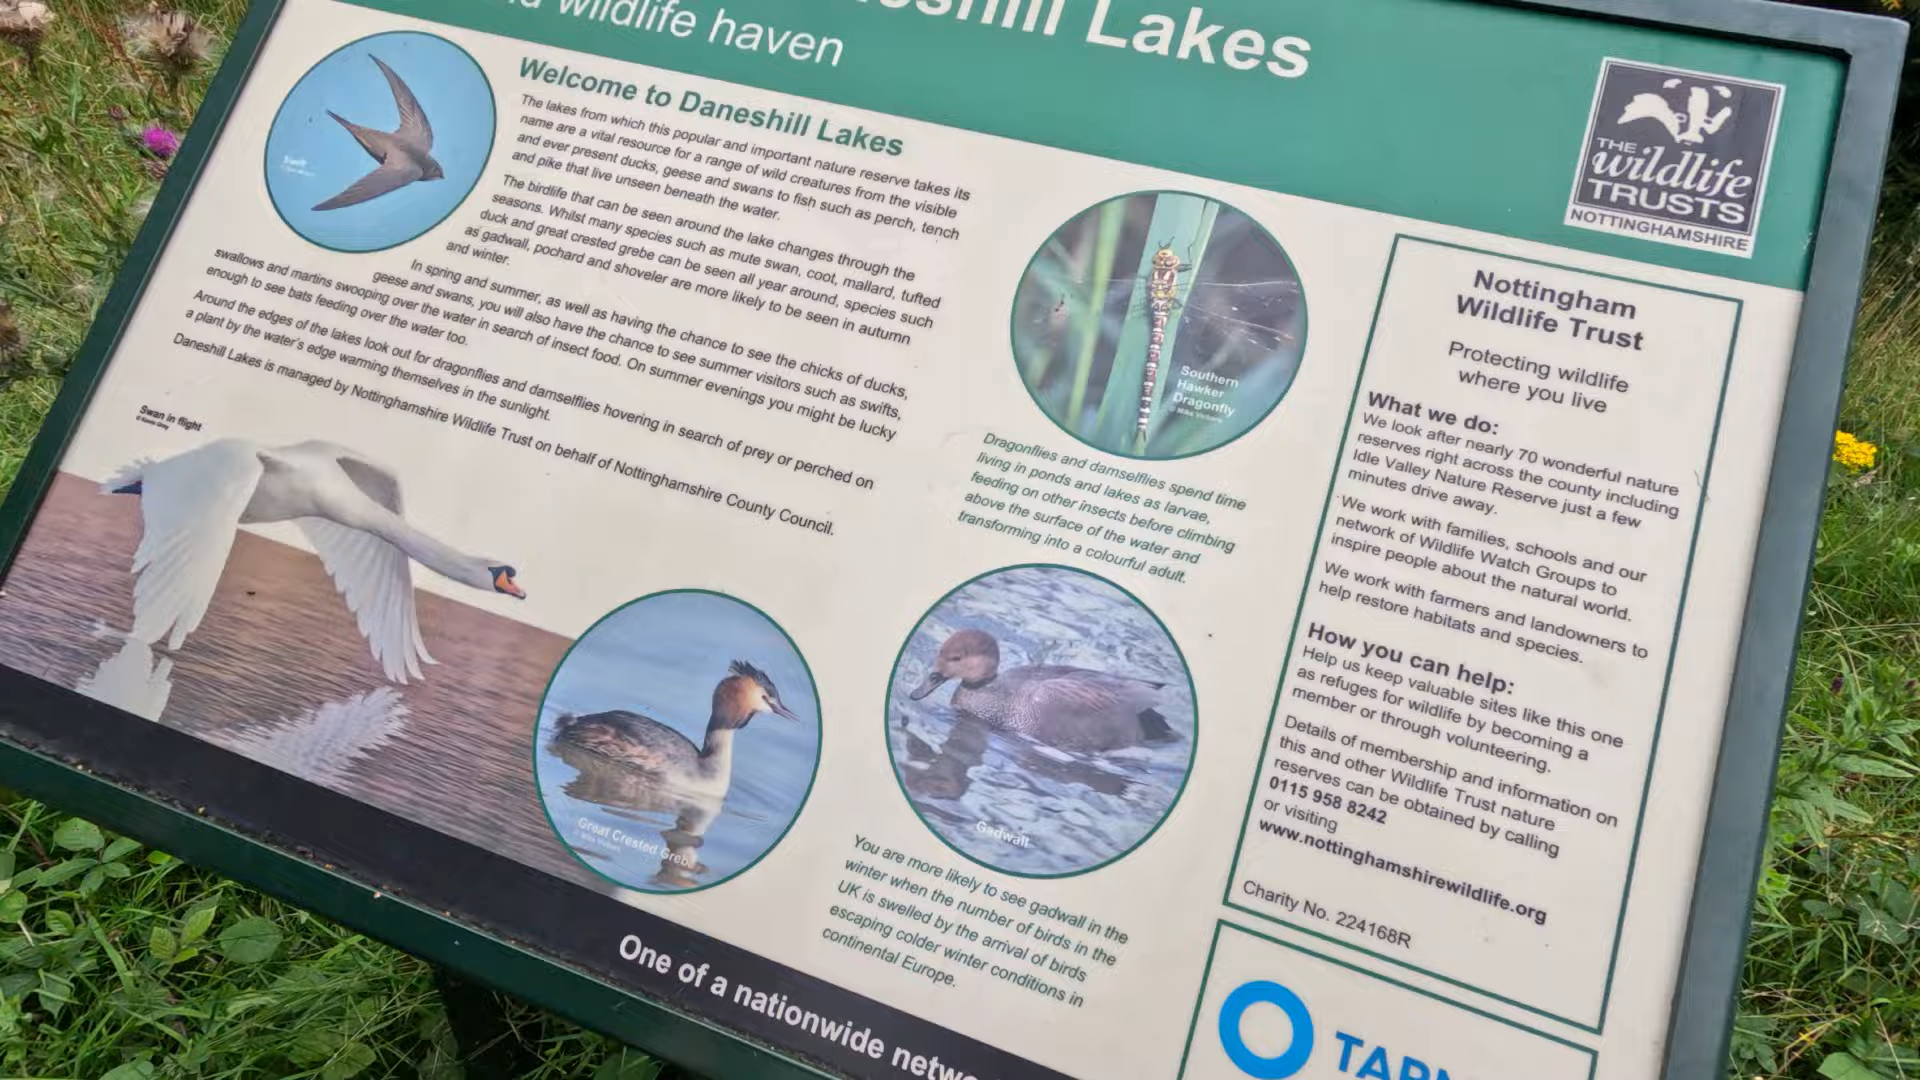 neshill Lakes
nd wildlife haven
THE
wildlife
TRUSTS
NOTTINGHAMSHIRE
Swift
Welcome to Daneshill Lakes
The lakes from which this popular and important nature reserve takes its
name are a vital resource for a range of wild creatures from the visible
and ever present ducks, geese and swans to fish such as perch, tench
and pike that live unseen beneath the water.
The birdlife that can be seen around the lake changes through the
seasons. Whilst many species such as mute swan, coot, mallard, tufted
duck and great crested grebe can be seen all year around, species such
as gadwall, pochard and shoveler are more likely to be seen in autumn
and winter.
In spring and summer, as well as having the chance to see the chicks of ducks,
geese and swans, you will also have the chance to see summer visitors such as swifts,
swallows and martins swooping over the water in search of insect food. On summer evenings you might be lucky
enough to see bats feeding over the water too.
Around the edges of the lakes look out for dragonflies and damselflies hovering in search of prey or perched on
a plant by the water's edge warming themselves in the sunlight.
Daneshill Lakes is managed by Nottinghamshire Wildlife Trust on behalf of Nottinghamshire County Council.
Swan in flight
Southern
Hawker
Dragonfly
Dragonflies and damselflies spend time
living in ponds and lakes as larvae,
feeding on other insects before climbing
above the surface of the water and
transforming into a colourful adult.
Great Crested Greb
Gadwall
You are more likely to see gadwall in the
winter when the number of birds in the
UK is swelled by the arrival of birds
escaping colder winter conditions in
continental Europe.
Nottingham
Wildlife Trust
Protecting wildlife
where you live
What we do:
We look after nearly 70 wonderful nature
reserves right across the county including
Idle Valley Nature Reserve just a few
minutes drive away.
We work with families, schools and our
network of Wildlife Watch Groups to
inspire people about the natural world.
We work with farmers and landowners to
help restore habitats and species.
How you can help:
Help us keep valuable sites like this one
as refuges for wildlife by becoming a
member or through volunteering.
Details of membership and information on
this and other Wildlife Trust nature
reserves can be obtained by calling
0115 958 8242
or visiting
www.nottinghamshirewildlife.org
Charity No. 224168R
One of a nationwide netwo
TARM